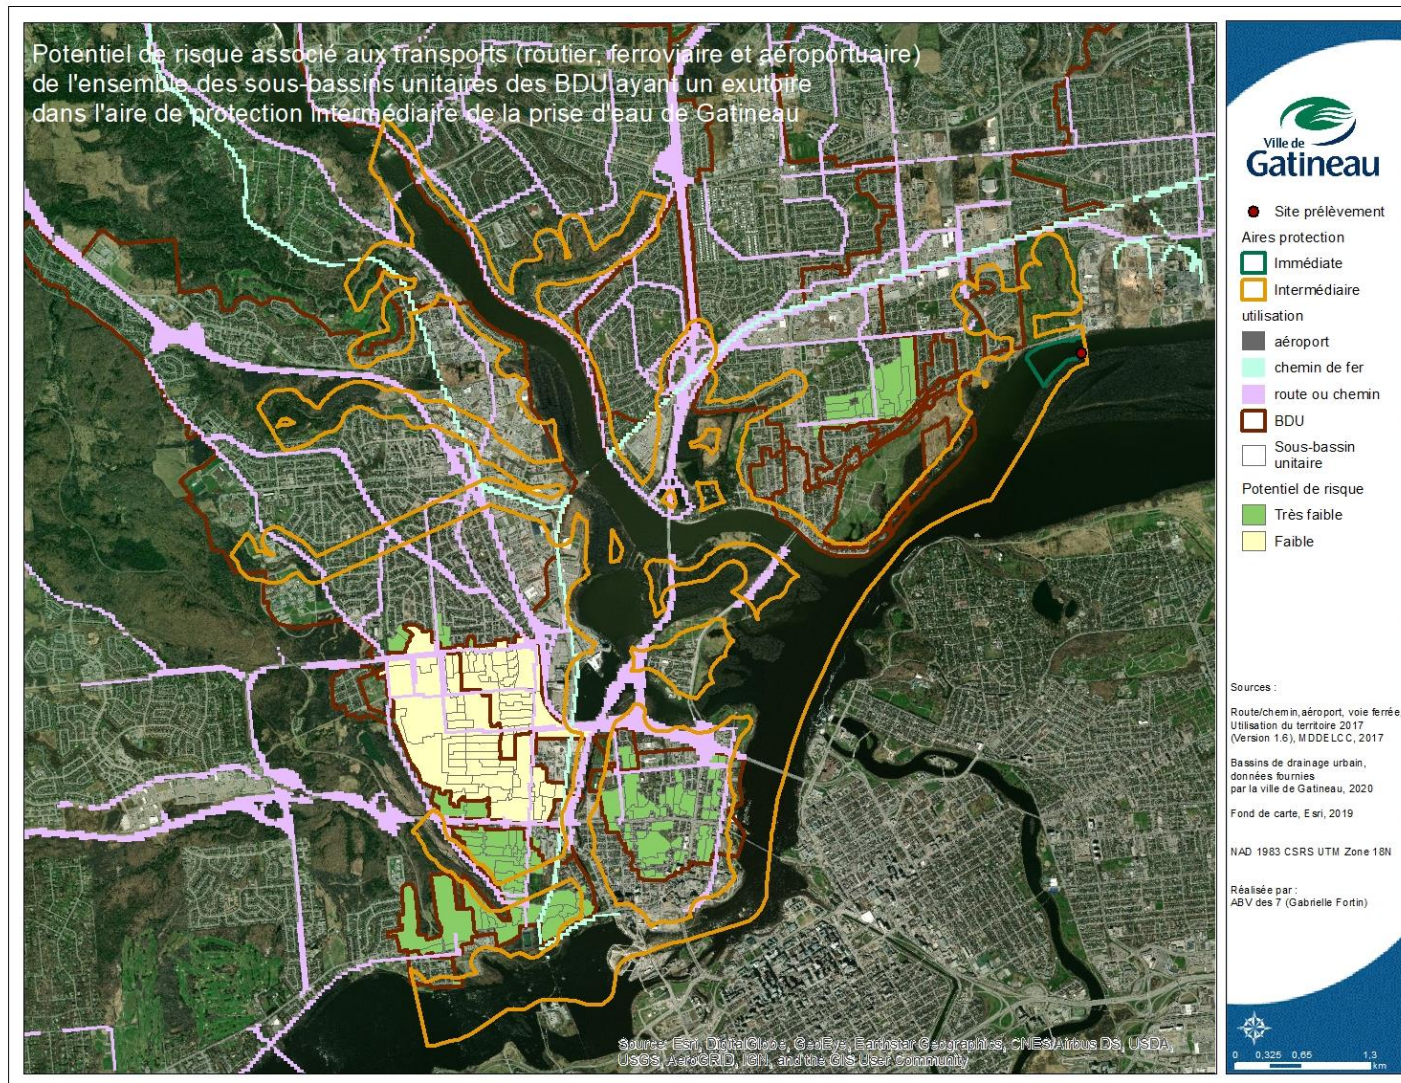 Potentiel de risque associé aux transports (routier, ferroviaire et aéroportuaire)
de l'ensemble des sous-bassins unitaires des BDU ayant un exutoire
dans l'aire de protection intermédiaire de la prise d'eau de Gatineau
Ville de
Gatineau
Site prélèvement
Aires protection
Immédiate
Intermédiaire
utilisation
aéroport
chemin de fer
route ou chemin
BDU
Sous-bassin
unitaire
Potentiel de risque
Très faible
Faible
Sources :
Route/chemin,aéroport, voie ferrée,
Utilisation du territoire 2017
(Version 1.6), MDDELCC, 2017
Bassins de drainage urbain,
données fournies
par la ville de Gatineau, 2020
Fond de carte, Esri, 2019
NAD 1983 CSRS UTM Zone 18N
Réalisée par :
ABV des 7 (Gabrielle Fortin)
0 0,325 0,65 1,3
km
Source: Esri, DigitalGlobe, GeoEye, Earthstar Geographics, CNES/Airbus DS, USDA,
USGS, AeroGRID, IGN, and the GIS User Community